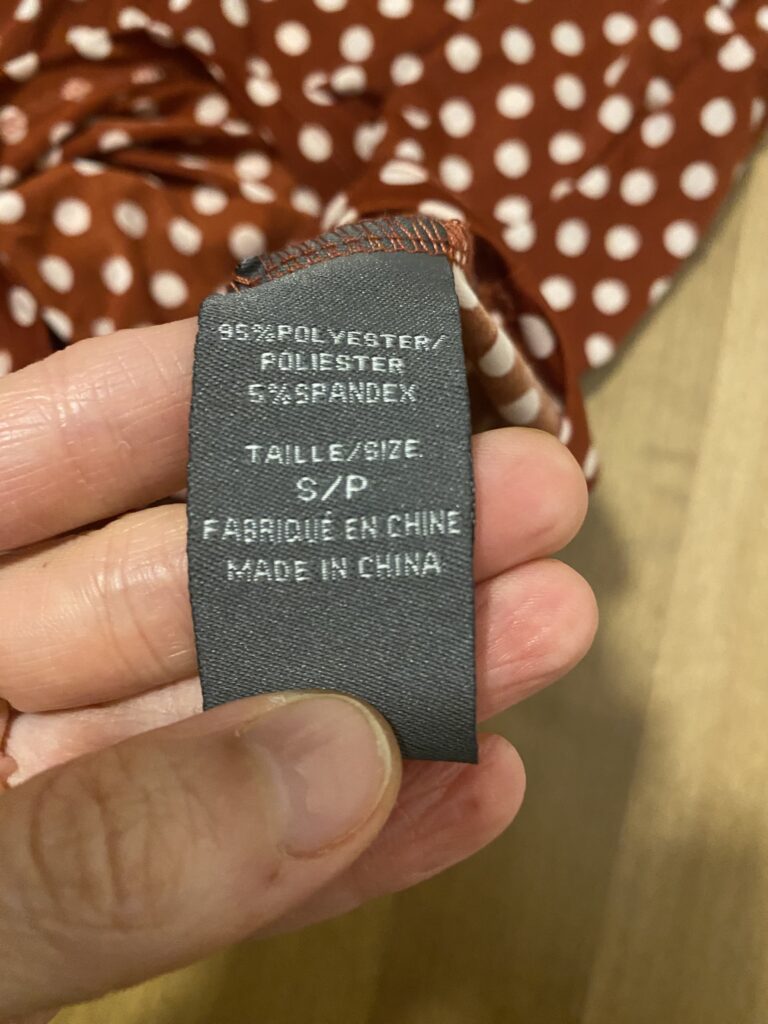 95%POLYESTER/
POLIESTER
5%SPANDEX
TAILLE/SIZE
S/P
FABRIQUÉ EN CHINE
MADE IN CHINA